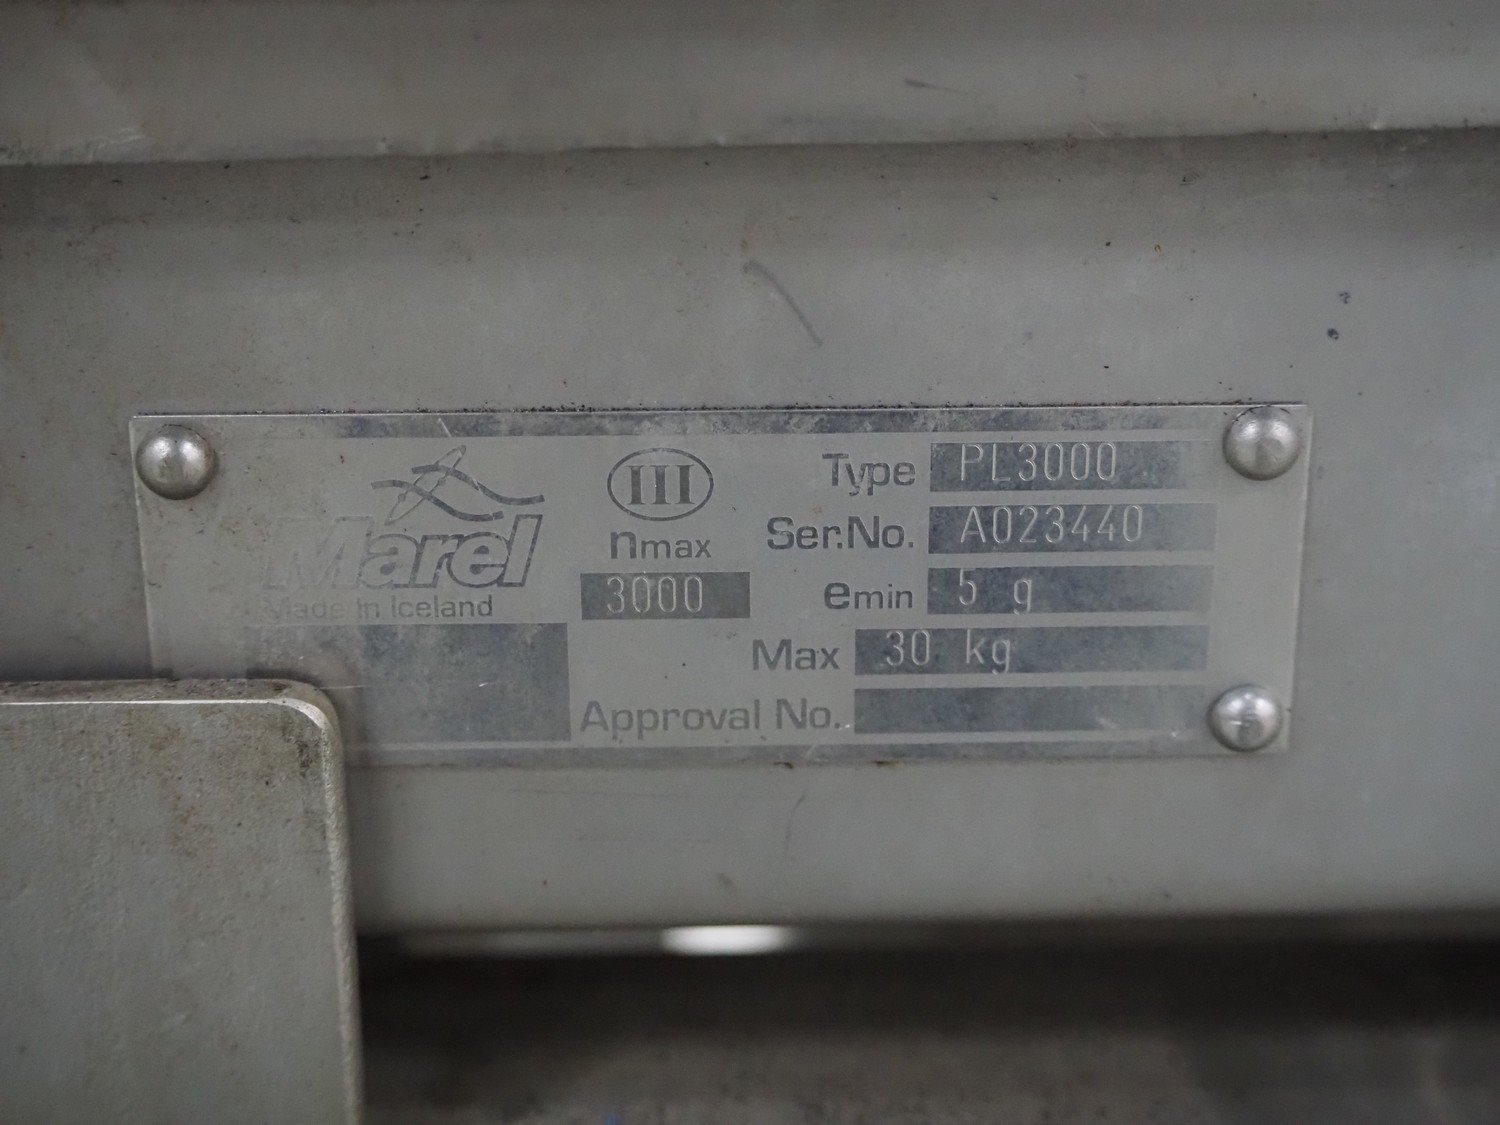 Marel
Made in Iceland
III
nmax
3000
Type PL3000
Ser.No. A023440
emin 5 g
Max 30 kg
Approval No.